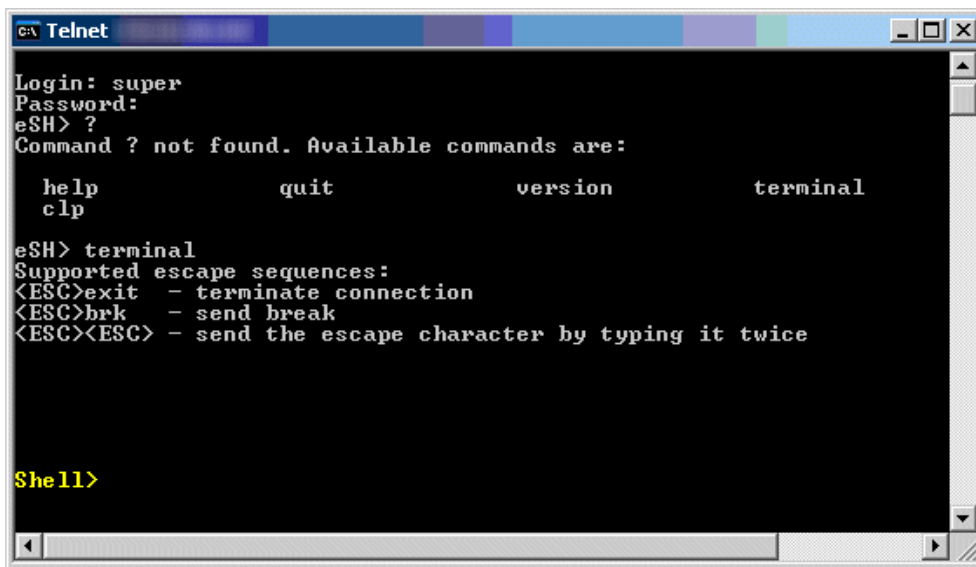 Telnet
Login: super
Password:
eSH> ?
Command ? not found. Available commands are:
help quit version terminal
clp
eSH> terminal
Supported escape sequences:
<ESC>exit - terminate connection
<ESC>brk - send break
<ESC><ESC> - send the escape character by typing it twice
Shell>